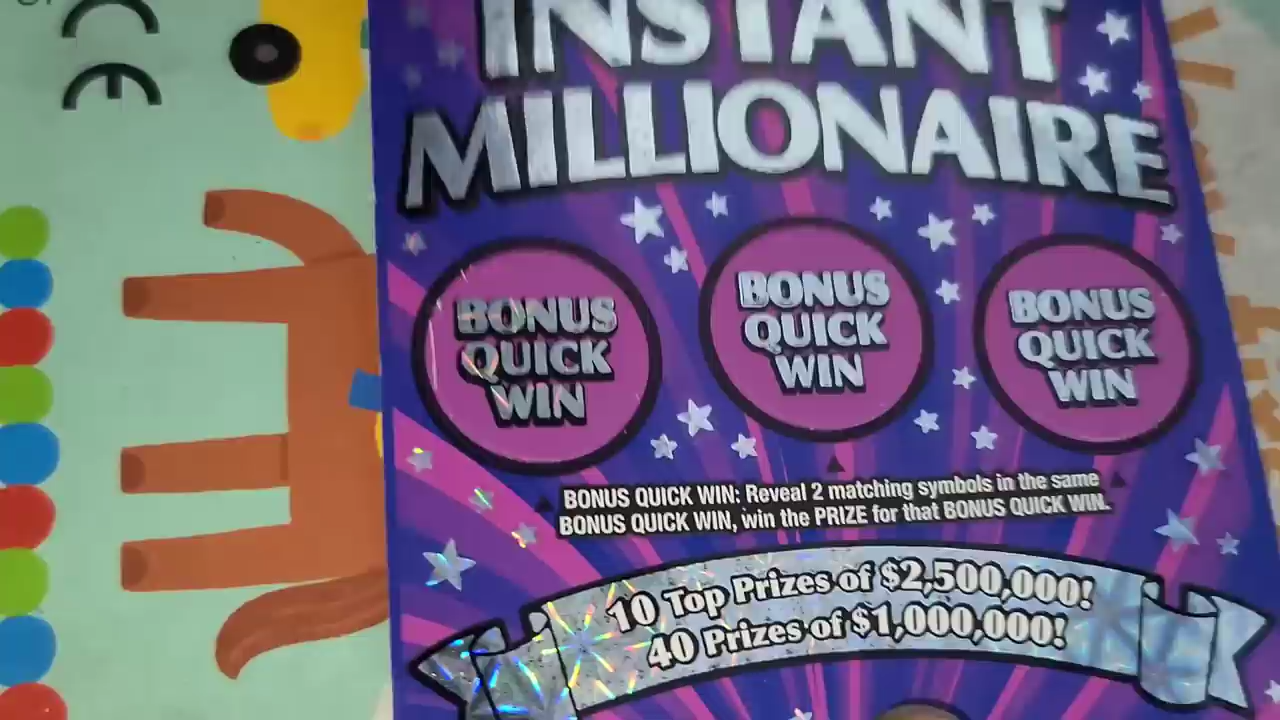 INSTANT
MILLIONAIRE
BONUS
QUICK
WIN
BONUS
QUICK
WIN
BONUS
QUICK
WIN
BONUS QUICK WIN: Reveal 2 matching symbols in the same
BONUS QUICK WIN, win the PRIZE for that BONUS QUICK WIN.
10 Top Prizes of $2,500,000!
40 Prizes of $1,000,000!